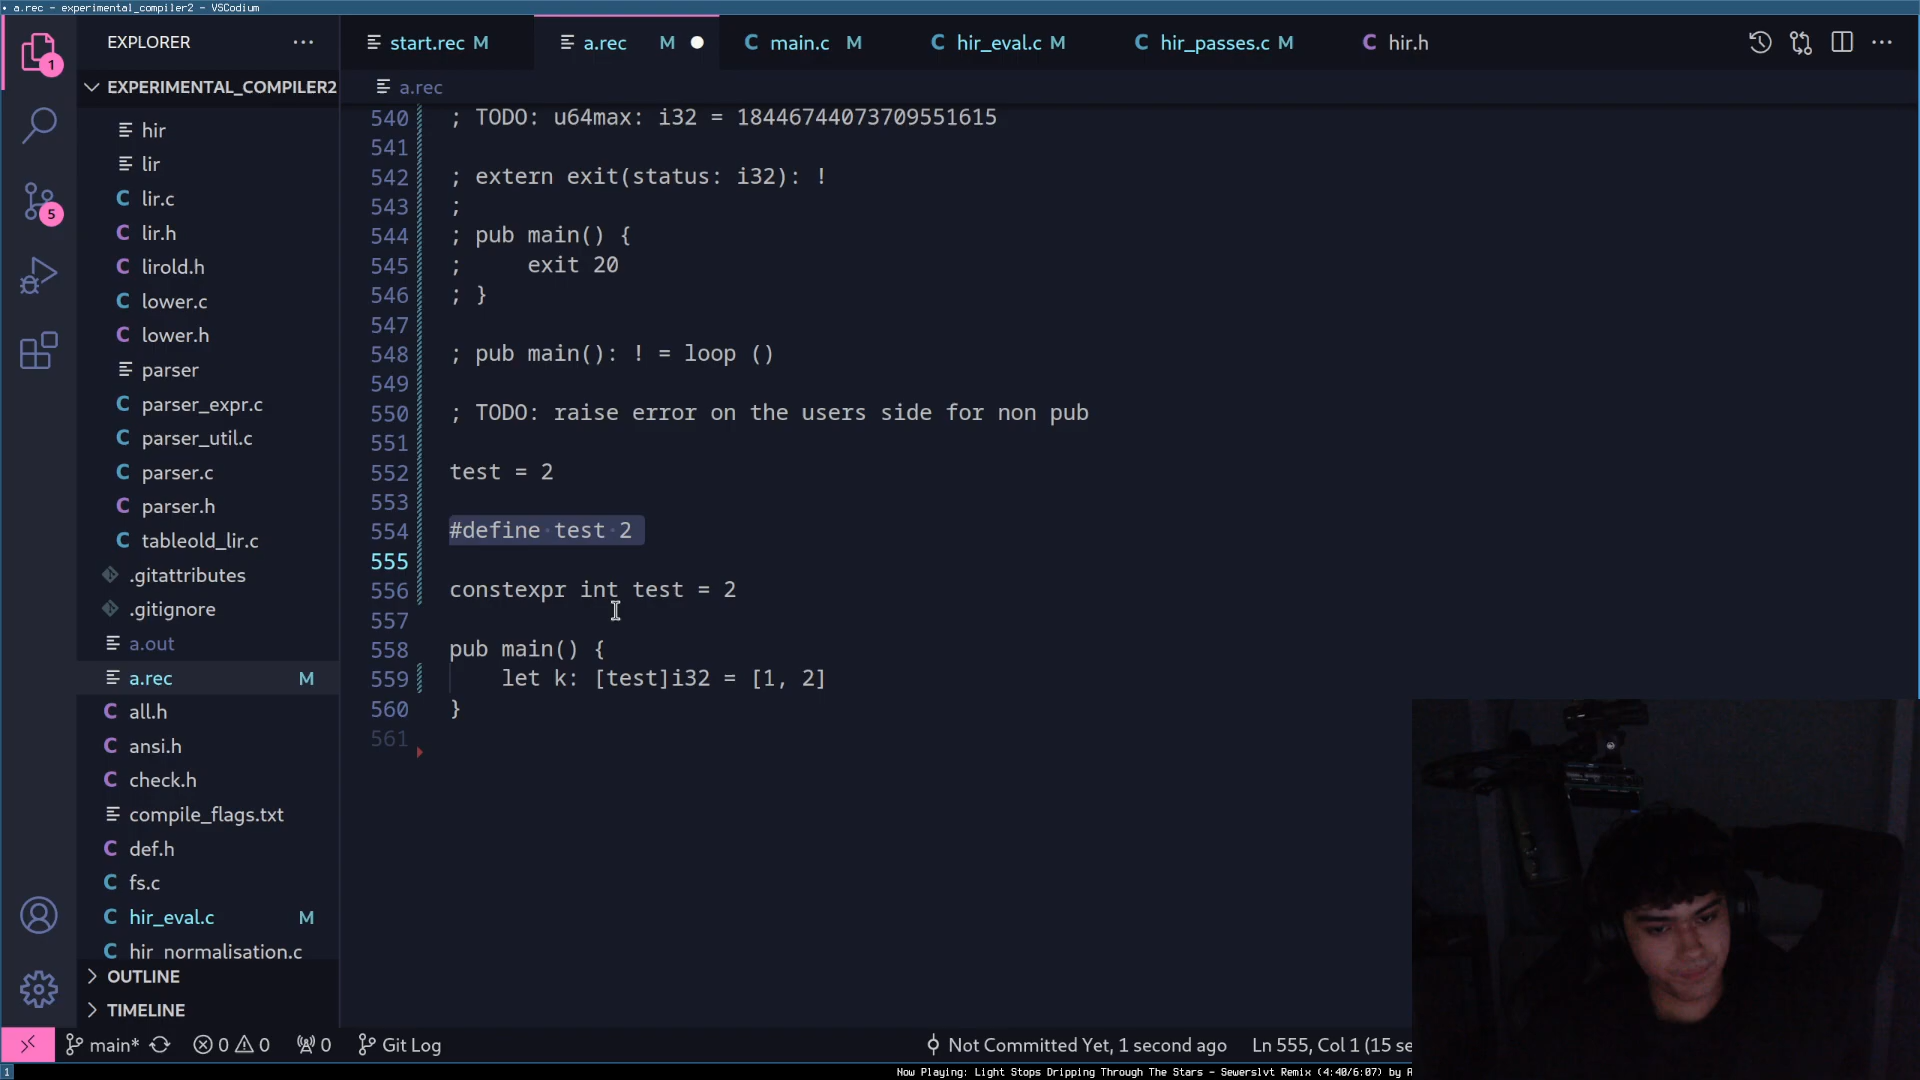 • a.rec - experimental_compiler2 - VSCodium
EXPLORER
start.rec M
a.rec M
C main.c M
C hir_eval.c M
C hir_passes.c M
C hir.h
1
EXPERIMENTAL_COMPILER2
a.rec
hir
lir
C lir.c
C lir.h
C lirold.h
C lower.c
C lower.h
parser
C parser_expr.c
C parser_util.c
C parser.c
C parser.h
C tableold_lir.c
.gitattributes
.gitignore
a.out
a.rec M
C all.h
C ansi.h
C check.h
compile_flags.txt
C def.h
C fs.c
C hir_eval.c M
C hir_normalisation.c
OUTLINE
TIMELINE
5
540 ; TODO: u64max: i32 = 18446744073709551615
541
542 ; extern exit(status: i32): !
543 ;
544 ; pub main() {
545 ;     exit 20
546 ; }
547
548 ; pub main(): ! = loop ()
549
550 ; TODO: raise error on the users side for non pub
551
552 test = 2
553
554 #define·test·2
555
556 constexpr int test = 2
557
558 pub main() {
559     let k: [test]i32 = [1, 2]
560 }
561
main* 0 0 0 Git Log Not Committed Yet, 1 second ago Ln 555, Col 1 (15 se
1 Now Playing: Light Stops Dripping Through The Stars - Sewerslvt Remix (4:40/6:07) by